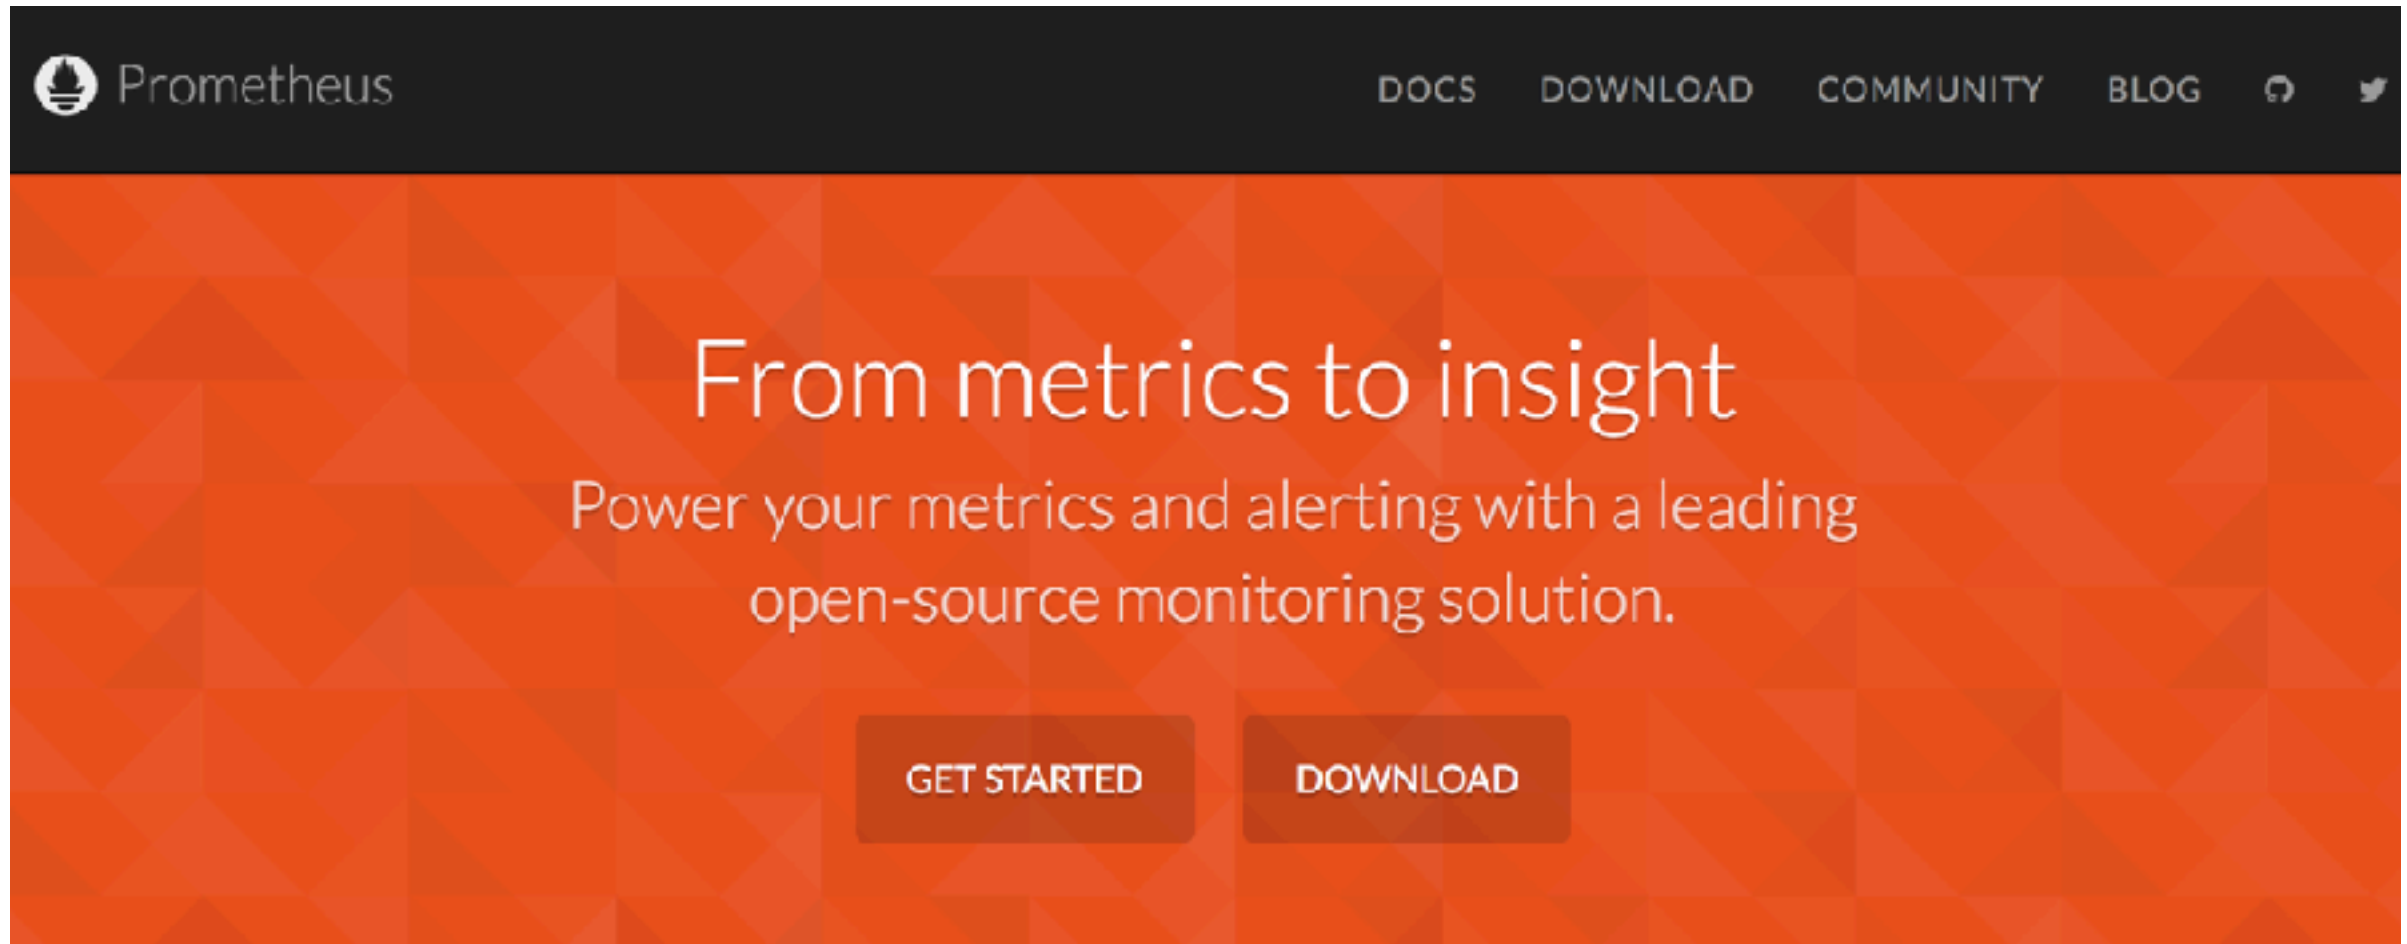 Prometheus
DOCS DOWNLOAD COMMUNITY BLOG
From metrics to insight
Power your metrics and alerting with a leading
open-source monitoring solution.
GET STARTED DOWNLOAD